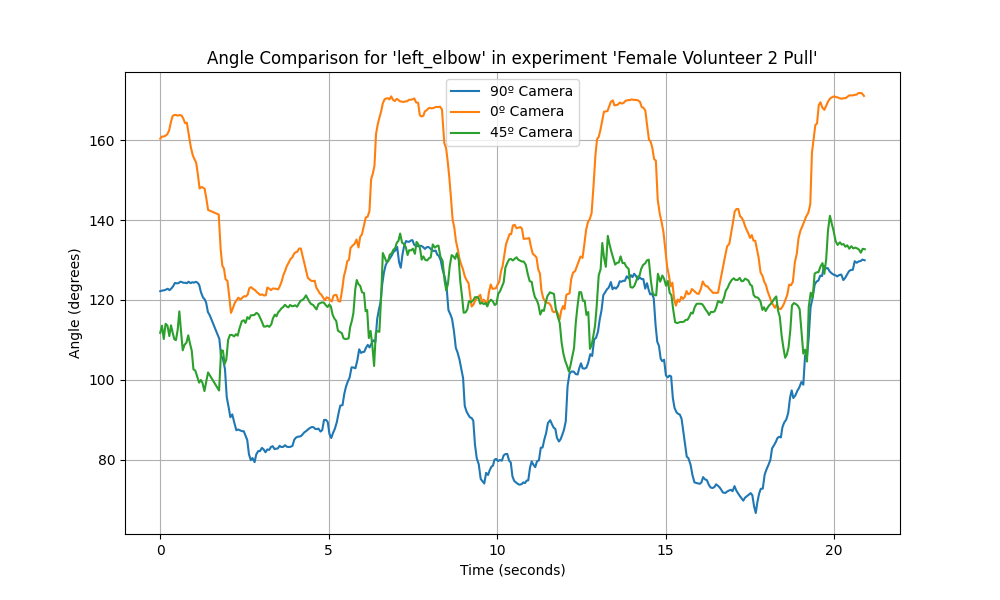 Angle Comparison for 'left_elbow' in experiment 'Female Volunteer 2 Pull'
90º Camera
0º Camera
45º Camera
160
140
120
100
80
Angle (degrees)
0
5
10
15
20
Time (seconds)